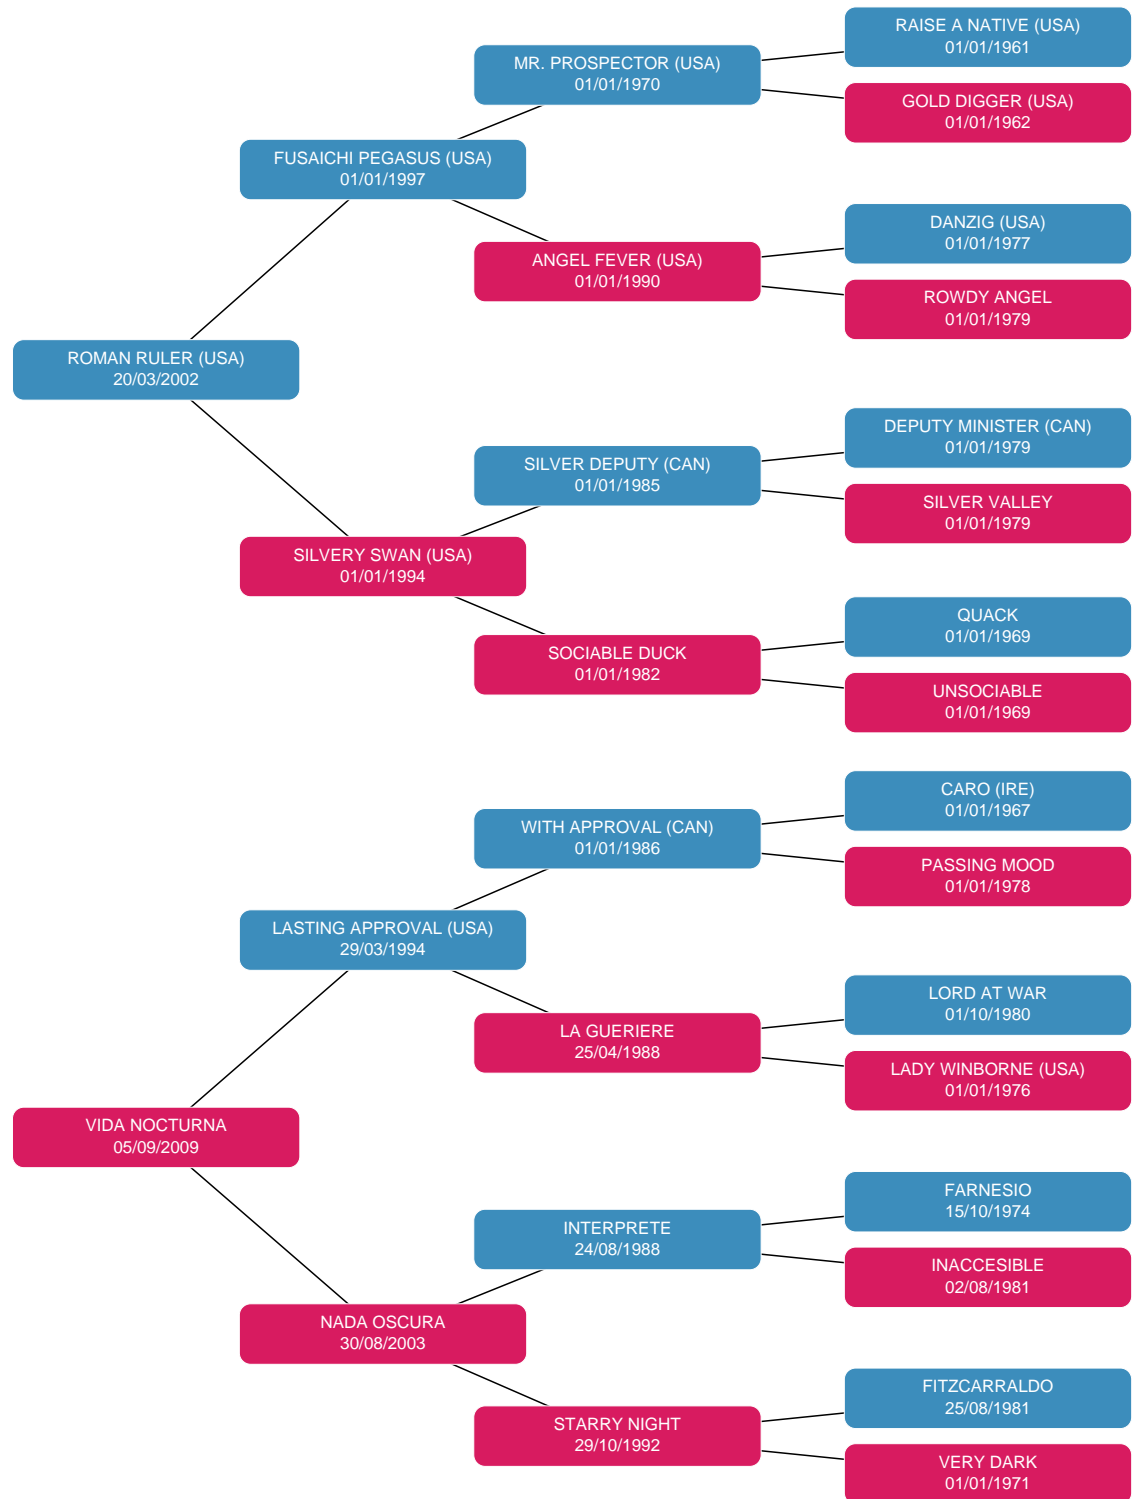 RAISE A NATIVE (USA)
01/01/1961
MR. PROSPECTOR (USA)
01/01/1970
GOLD DIGGER (USA)
01/01/1962
FUSAICHI PEGASUS (USA)
01/01/1997
DANZIG (USA)
01/01/1977
ANGEL FEVER (USA)
01/01/1990
ROWDY ANGEL
01/01/1979
ROMAN RULER (USA)
20/03/2002
DEPUTY MINISTER (CAN)
01/01/1979
SILVER DEPUTY (CAN)
01/01/1985
SILVER VALLEY
01/01/1979
SILVERY SWAN (USA)
01/01/1994
QUACK
01/01/1969
SOCIABLE DUCK
01/01/1982
UNSOCIABLE
01/01/1969
CARO (IRE)
01/01/1967
WITH APPROVAL (CAN)
01/01/1986
PASSING MOOD
01/01/1978
LASTING APPROVAL (USA)
29/03/1994
LORD AT WAR
01/10/1980
LA GUERIERE
25/04/1988
LADY WINBORNE (USA)
01/01/1976
VIDA NOCTURNA
05/09/2009
FARNESIO
15/10/1974
INTERPRETE
24/08/1988
INACCESIBLE
02/08/1981
NADA OSCURA
30/08/2003
FITZCARRALDO
25/08/1981
STARRY NIGHT
29/10/1992
VERY DARK
01/01/1971